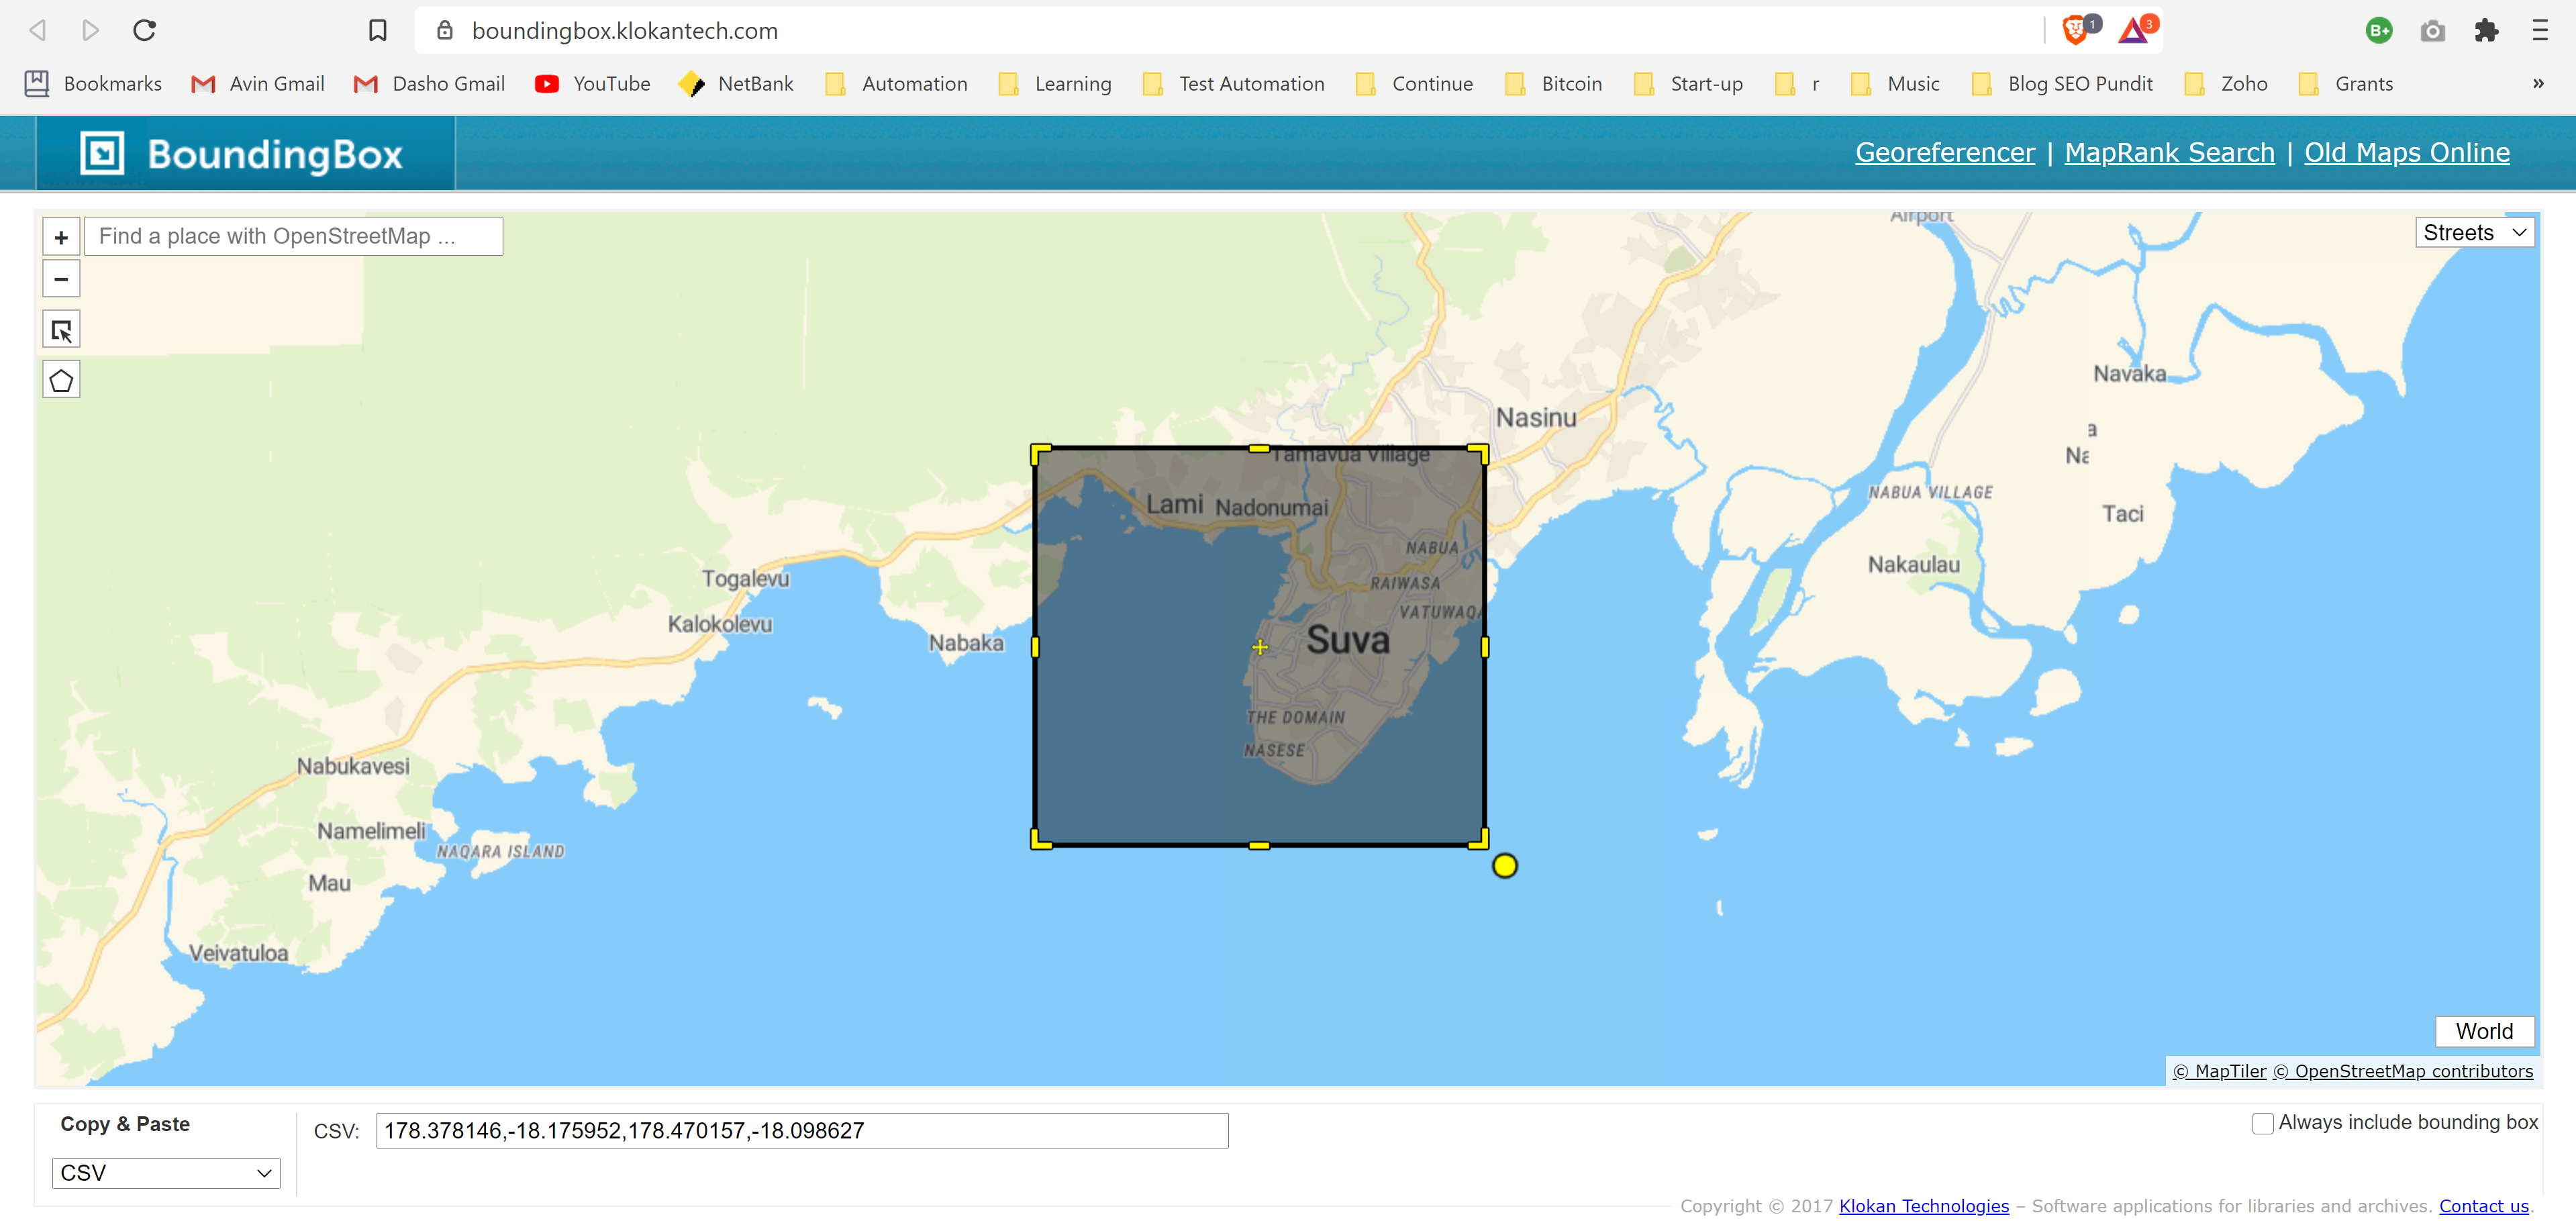 boundingbox.klokantech.com
1
3
B+
Bookmarks Avin Gmail Dasho Gmail YouTube NetBank Automation Learning Test Automation Continue Bitcoin Start-up r Music Blog SEO Pundit Zoho Grants »
BoundingBox
Georeferencer | MapRank Search | Old Maps Online
+ Find a place with OpenStreetMap ...
−
Streets
Airport
Navaka
Nasinu
a
Na
Tamavua Village
NABUA VILLAGE
Lami Nadonumai
Taci
NABUA
Nakaulau
Togalevu
RAIWASA
VATUWAQA
Kalokolevu
Nabaka
Suva
THE DOMAIN
NASESE
Nabukavesi
Namelimeli
NAQARA ISLAND
Mau
Veivatuloa
World
© MapTiler © OpenStreetMap contributors
Copy & Paste
CSV: 178.378146,-18.175952,178.470157,-18.098627
Always include bounding box
CSV
Copyright © 2017 Klokan Technologies – Software applications for libraries and archives. Contact us.